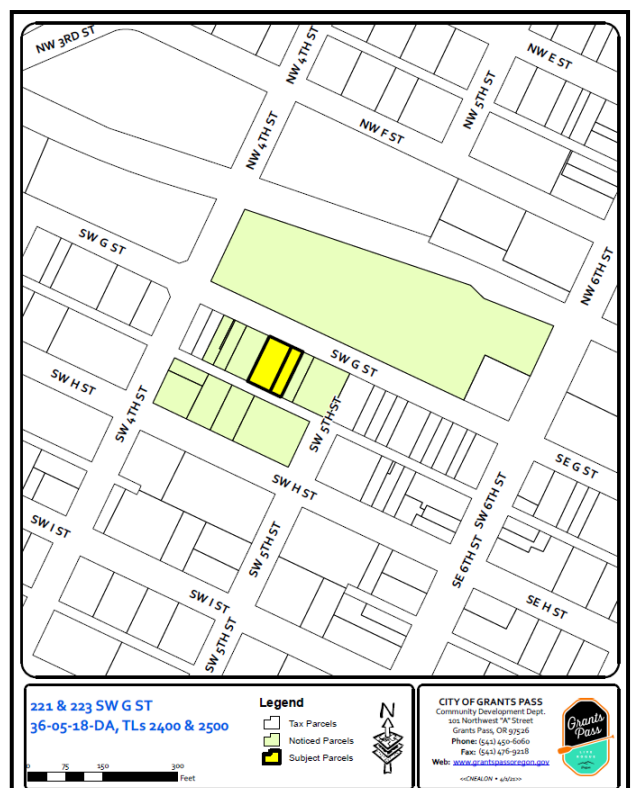 NW 3RD ST
NW 4TH ST
NW E ST
NW 5TH ST
NW F ST
NW 4TH ST
SW G ST
NW 6TH ST
SW G ST
SW H ST
SW 4TH ST
SW 5TH ST
SE G ST
SW H ST
SW 6TH ST
SW I ST
SW 5TH ST
SE 6TH ST
SW I ST
SE H ST
SW 5TH ST
221 & 223 SW G ST
36-05-18-DA, TLs 2400 & 2500
0 75 150 300
Feet
Legend
Tax Parcels
Noticed Parcels
Subject Parcels
N
CITY OF GRANTS PASS
Community Development Dept.
101 Northwest "A" Street
Grants Pass, OR 97526
Phone: (541) 450-6060
Fax: (541) 476-9218
Web: www.grantspassoregon.gov
Grants
Pass